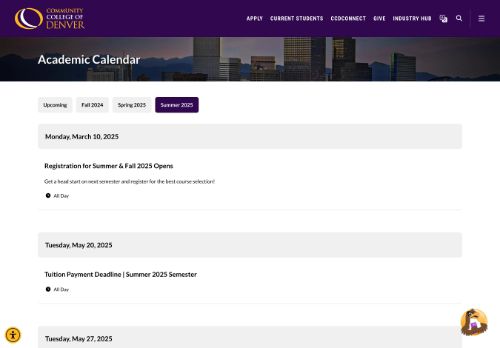 COMMUNITY
COLLEGE OF
DENVER
APPLY CURRENT STUDENTS CCDCONNECT GIVE INDUSTRY HUB
Academic Calendar
Upcoming Fall 2024 Spring 2025 Summer 2025
Monday, March 10, 2025
Registration for Summer & Fall 2025 Opens
Get a head start on next semester and register for the best course selection!
All Day
Tuesday, May 20, 2025
Tuition Payment Deadline | Summer 2025 Semester
All Day
Tuesday, May 27, 2025